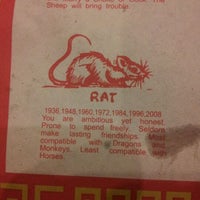 Sheep will bring trouble.
RAT
1936,1948,1960,1972,1984,1996,2008
You are ambitious yet honest.
Prone to spend freely. Seldom
make lasting friendships. Most
compatible with Dragons and
Monkeys. Least compatible with
Horses.